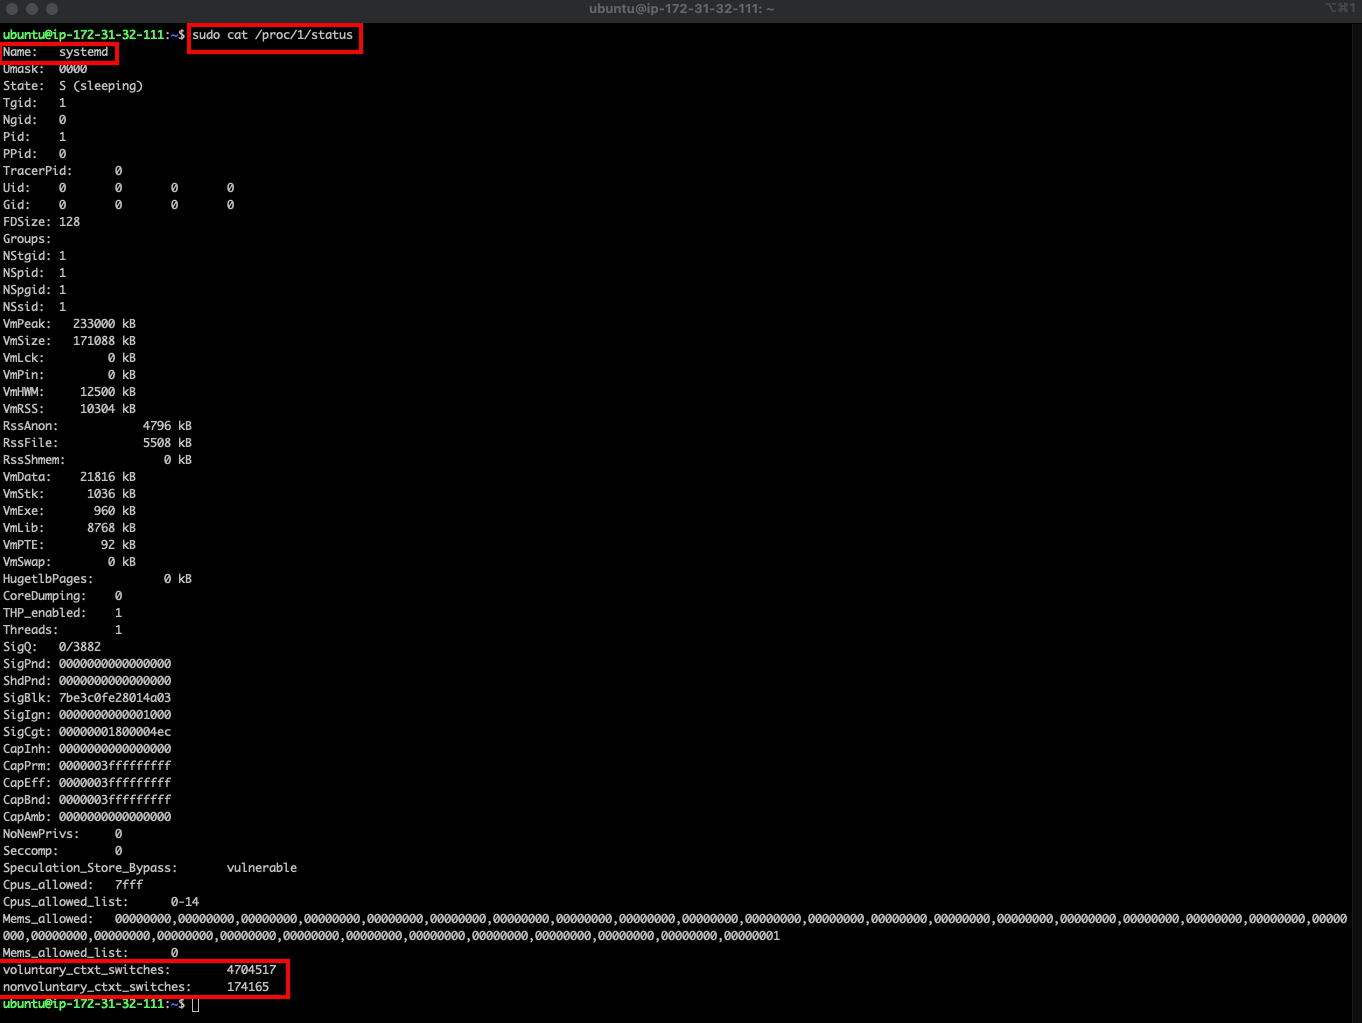 ubuntu@ip-172-31-32-111: ~
⌥⌘1
ubuntu@ip-172-31-32-111:~$ sudo cat /proc/1/status
Name:   systemd
Umask:  0000
State:  S (sleeping)
Tgid:   1
Ngid:   0
Pid:    1
PPid:   0
TracerPid:      0
Uid:    0       0       0       0
Gid:    0       0       0       0
FDSize: 128
Groups:
NStgid: 1
NSpid:  1
NSpgid: 1
NSsid:  1
VmPeak:   233000 kB
VmSize:   171088 kB
VmLck:         0 kB
VmPin:         0 kB
VmHWM:     12500 kB
VmRSS:     10304 kB
RssAnon:            4796 kB
RssFile:            5508 kB
RssShmem:              0 kB
VmData:    21816 kB
VmStk:      1036 kB
VmExe:       960 kB
VmLib:      8768 kB
VmPTE:        92 kB
VmSwap:        0 kB
HugetlbPages:          0 kB
CoreDumping:    0
THP_enabled:    1
Threads:        1
SigQ:   0/3882
SigPnd: 0000000000000000
ShdPnd: 0000000000000000
SigBlk: 7be3c0fe28014a03
SigIgn: 0000000000001000
SigCgt: 00000001800004ec
CapInh: 0000000000000000
CapPrm: 0000003fffffffff
CapEff: 0000003fffffffff
CapBnd: 0000003fffffffff
CapAmb: 0000000000000000
NoNewPrivs:     0
Seccomp:        0
Speculation_Store_Bypass:       vulnerable
Cpus_allowed:   7fff
Cpus_allowed_list:      0-14
Mems_allowed:   00000000,00000000,00000000,00000000,00000000,00000000,00000000,00000000,00000000,00000000,00000000,00000000,00000000,00000000,00000000,00000000,00000000,00000000,00000000,00000
000,00000000,00000000,00000000,00000000,00000000,00000000,00000000,00000000,00000000,00000000,00000000,00000001
Mems_allowed_list:      0
voluntary_ctxt_switches:        4704517
nonvoluntary_ctxt_switches:     174165
ubuntu@ip-172-31-32-111:~$